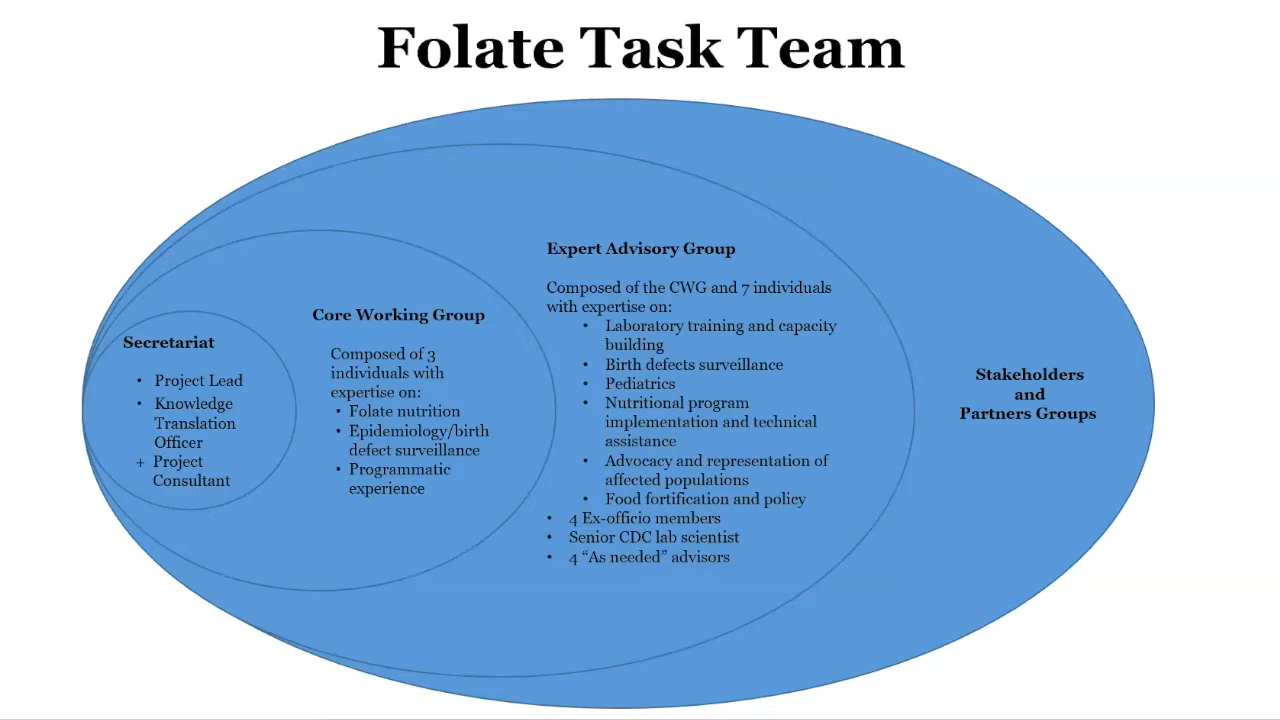 Folate Task Team
Secretariat
• Project Lead
• Knowledge
Translation
Officer
+ Project
Consultant
Core Working Group
Composed of 3
individuals with
expertise on:
• Folate nutrition
• Epidemiology/birth
defect surveillance
• Programmatic
experience
Expert Advisory Group
Composed of the CWG and 7 individuals
with expertise on:
• Laboratory training and capacity
building
• Birth defects surveillance
• Pediatrics
• Nutritional program
implementation and technical
assistance
• Advocacy and representation of
affected populations
• Food fortification and policy
• 4 Ex-officio members
• Senior CDC lab scientist
• 4 “As needed” advisors
Stakeholders
and
Partners Groups